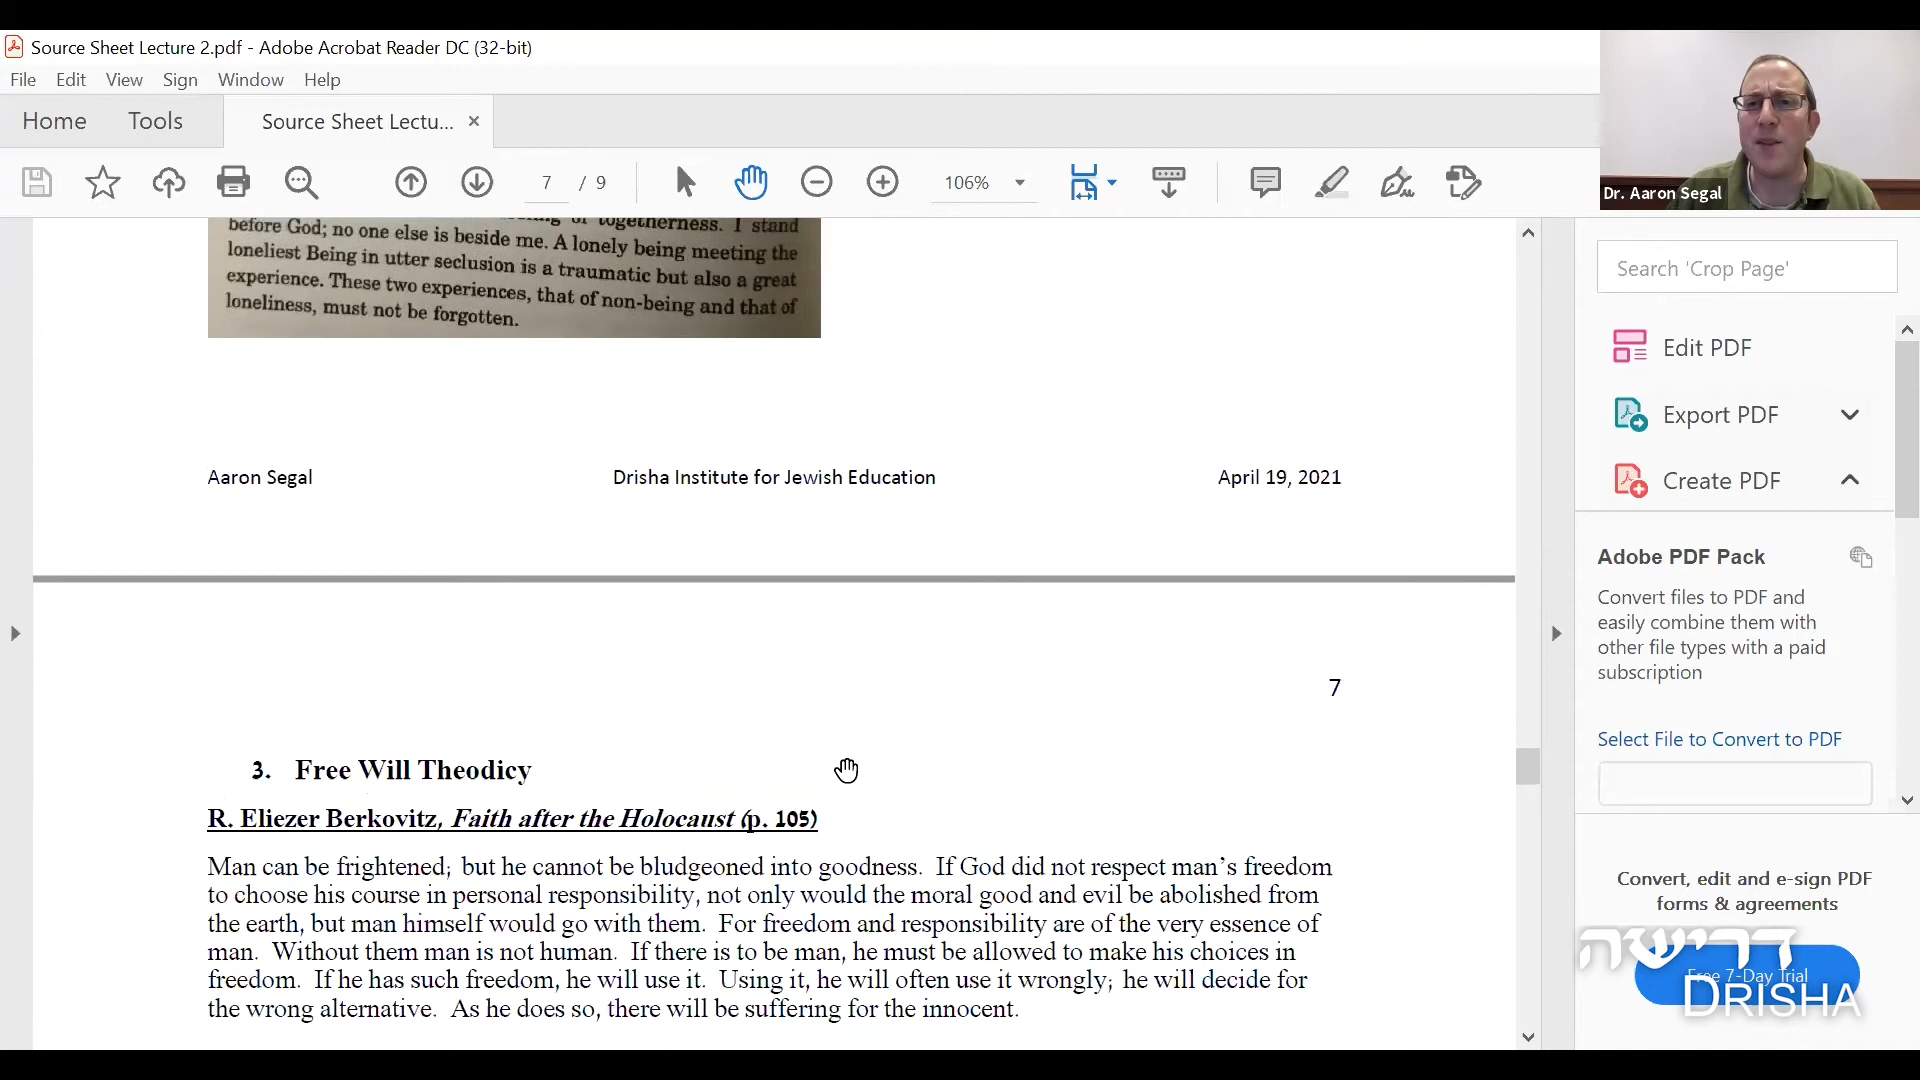 Source Sheet Lecture 2.pdf - Adobe Acrobat Reader DC (32-bit)
File Edit View Sign Window Help
Home Tools Source Sheet Lectu... ×
7 / 9 106%
Dr. Aaron Segal
of togetherness. I stand
before God; no one else is beside me. A lonely being meeting the
loneliest Being in utter seclusion is a traumatic but also a great
experience. These two experiences, that of non-being and that of
loneliness, must not be forgotten.
Aaron Segal Drisha Institute for Jewish Education April 19, 2021
7
3. Free Will Theodicy
R. Eliezer Berkovitz, Faith after the Holocaust (p. 105)
Man can be frightened; but he cannot be bludgeoned into goodness. If God did not respect man’s freedom
to choose his course in personal responsibility, not only would the moral good and evil be abolished from
the earth, but man himself would go with them. For freedom and responsibility are of the very essence of
man. Without them man is not human. If there is to be man, he must be allowed to make his choices in
freedom. If he has such freedom, he will use it. Using it, he will often use it wrongly; he will decide for
the wrong alternative. As he does so, there will be suffering for the innocent.
Search 'Crop Page'
Edit PDF
Export PDF
Create PDF
Adobe PDF Pack
Convert files to PDF and
easily combine them with
other file types with a paid
subscription
Select File to Convert to PDF
Convert, edit and e-sign PDF
forms & agreements
Free 7-Day Trial
דרישה
DRISHA